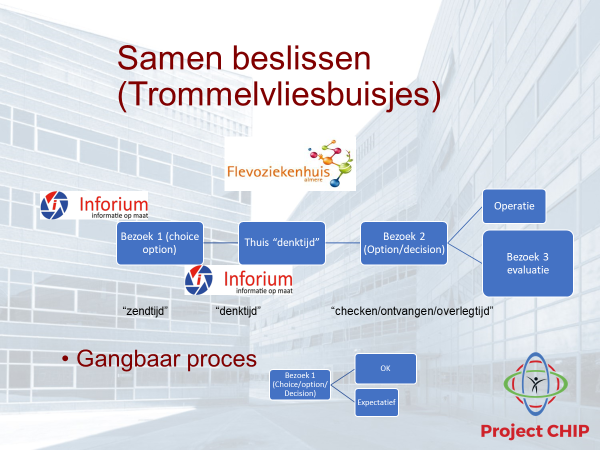 Samen beslissen
(Trommelvliesbuisjes)
Flevoziekenhuis
almere
Inforium
informatie op maat
Bezoek 1 (choice
option)
Thuis “denktijd”
Bezoek 2
(Option/decision)
Operatie
Bezoek 3
evaluatie
Inforium
informatie op maat
“zendtijd”
“denktijd”
“checken/ontvangen/overlegtijd”
• Gangbaar proces
Bezoek 1
(Choice/option/
Decision)
OK
Expectatief
Project CHIP